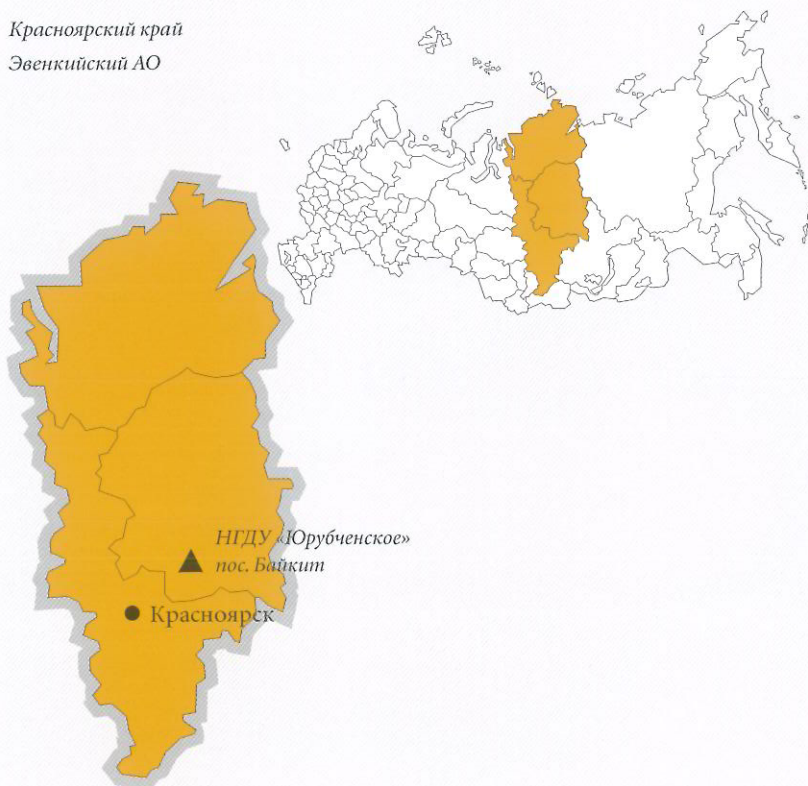 Красноярский край
Эвенкийский АО
НГДУ «Юрубченское»
пос. Байкит
Красноярск